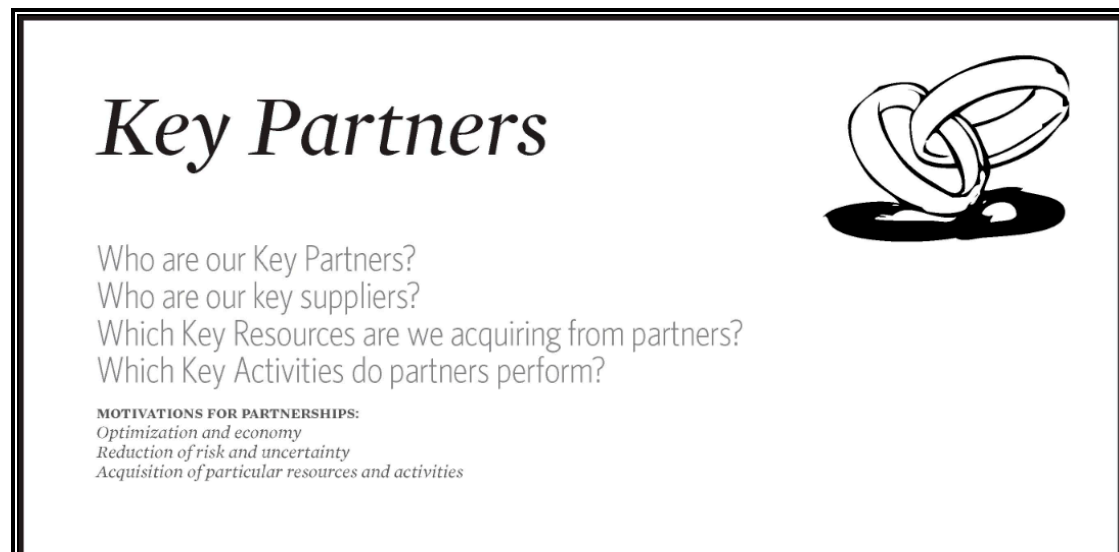 Key Partners
Who are our Key Partners?
Who are our key suppliers?
Which Key Resources are we acquiring from partners?
Which Key Activities do partners perform?
MOTIVATIONS FOR PARTNERSHIPS:
Optimization and economy
Reduction of risk and uncertainty
Acquisition of particular resources and activities